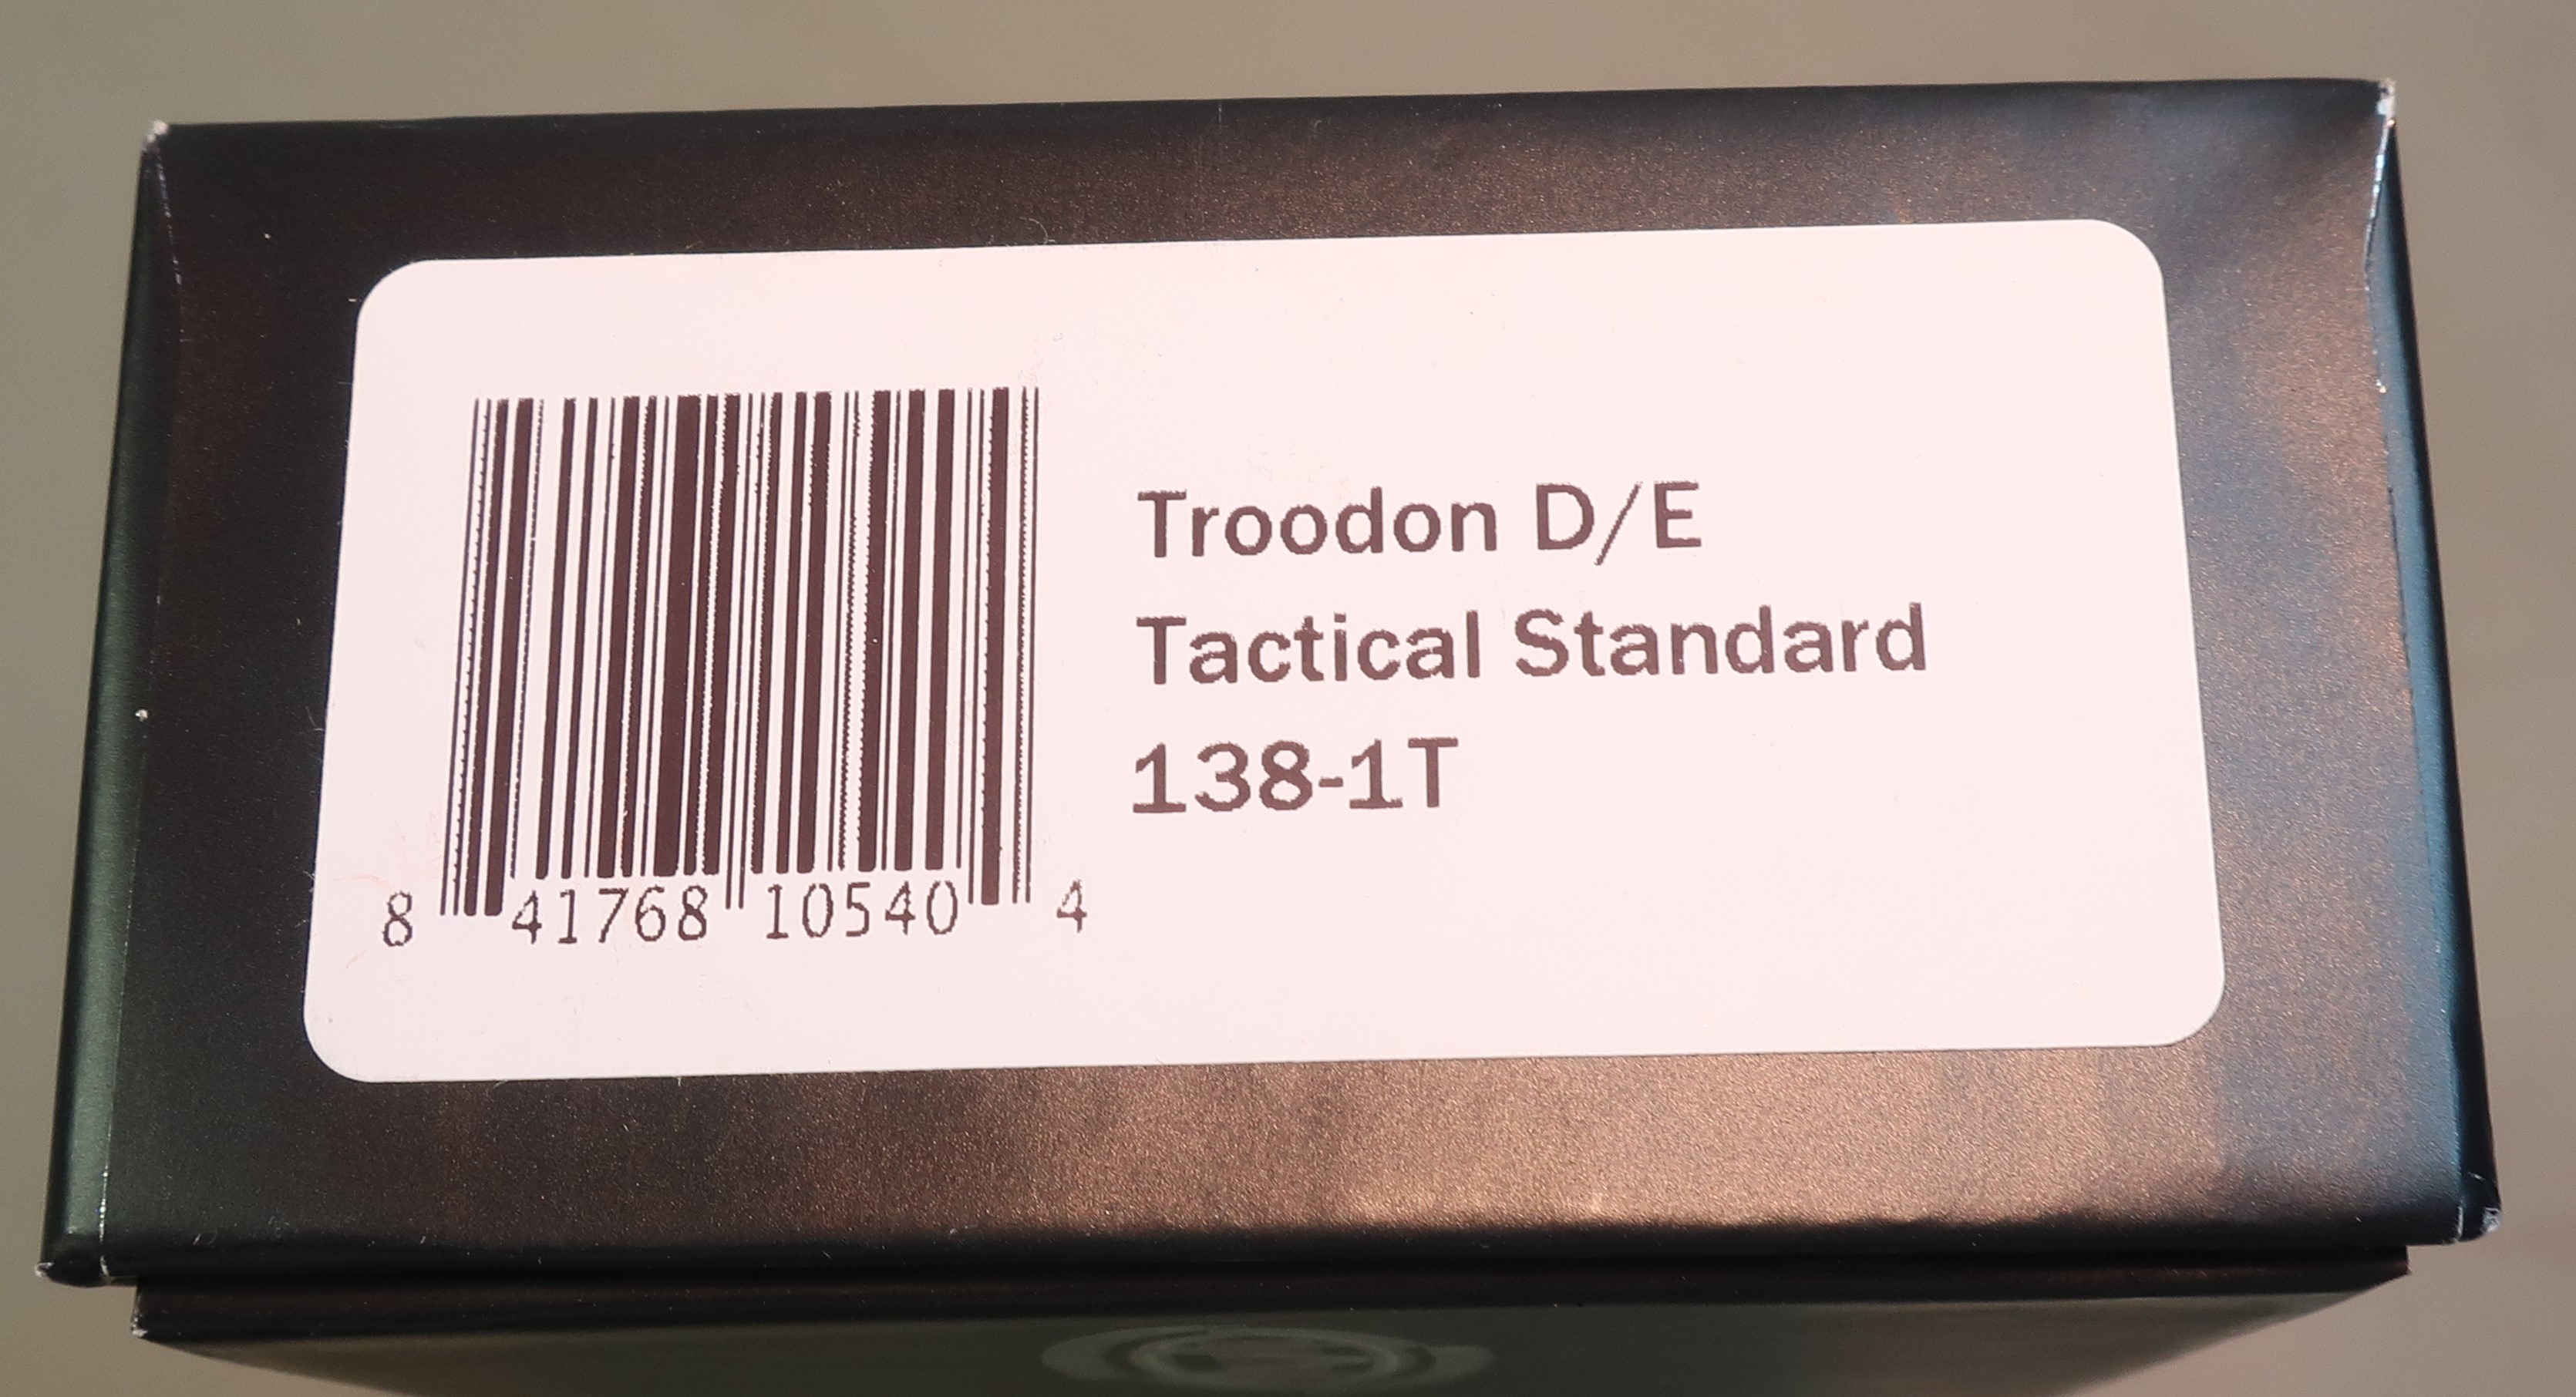 Troodon D/E
Tactical Standard
138-1T
8 41768 10540 4